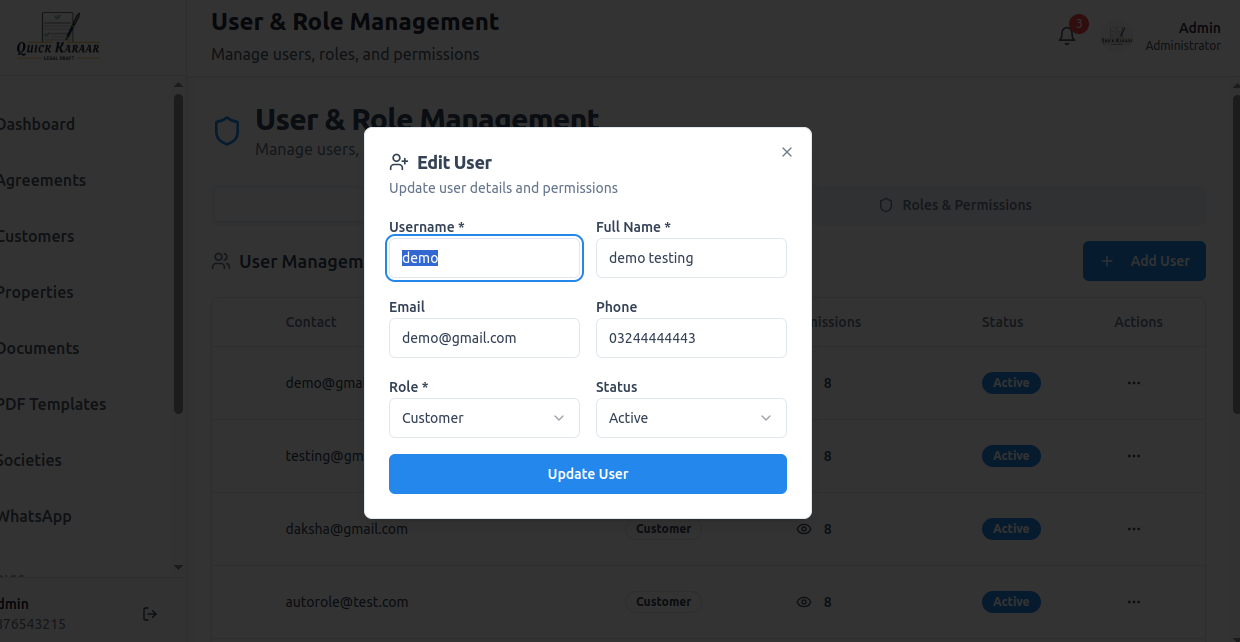 QUICK KARAAR
LEGAL DRAFT
User & Role Management
Manage users, roles, and permissions
3
Admin
Administrator
Dashboard
Agreements
Customers
Properties
Documents
PDF Templates
Societies
WhatsApp
dmin
876543215
User & Role Management
Manage users,
Roles & Permissions
User Managem
+ Add User
Contact
missions
Status
Actions
demo@gma
8
Active
testing@gm
8
Active
daksha@gmail.com
Customer
8
Active
autorole@test.com
Customer
8
Active
Edit User
Update user details and permissions
Username *
Full Name *
demo
demo testing
Email
Phone
demo@gmail.com
03244444443
Role *
Status
Customer
Active
Update User